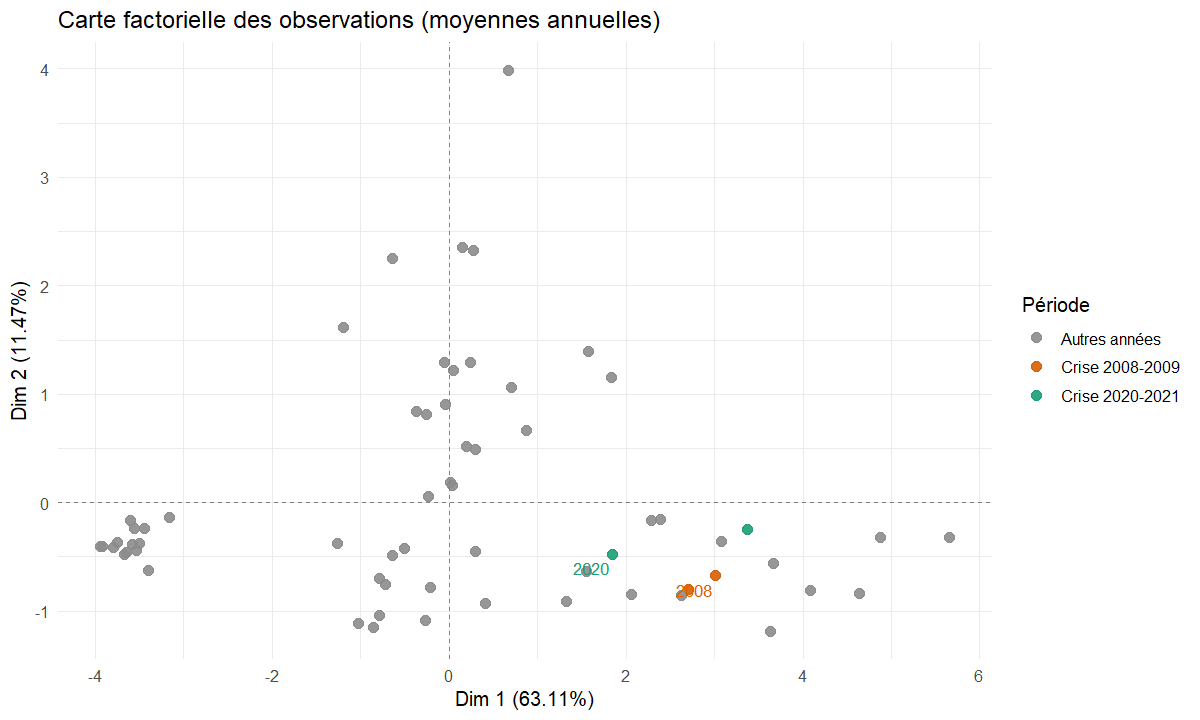 Carte factorielle des observations (moyennes annuelles)
4
3
2
1
0
-1
Dim 2 (11.47%)
2020
2008
-4
-2
0
2
4
6
Dim 1 (63.11%)
Période
Autres années
Crise 2008-2009
Crise 2020-2021